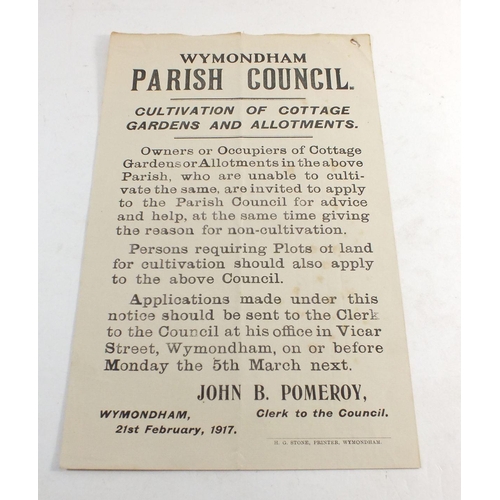 WYMONDHAM
PARISH COUNCIL.
CULTIVATION OF COTTAGE
GARDENS AND ALLOTMENTS.
Owners or Occupiers of Cottage
Gardens or Allotments in the above
Parish, who are unable to culti-
vate the same, are invited to apply
to the Parish Council for advice
and help, at the same time giving
the reason for non-cultivation.
Persons requiring Plots of land
for cultivation should also apply
to the above Council.
Applications made under this
notice should be sent to the Clerk
to the Council at his office in Vicar
Street, Wymondham, on or before
Monday the 5th March next.
JOHN B. POMEROY,
WYMONDHAM, Clerk to the Council.
21st February, 1917.
H. G. STONE, PRINTER, WYMONDHAM.